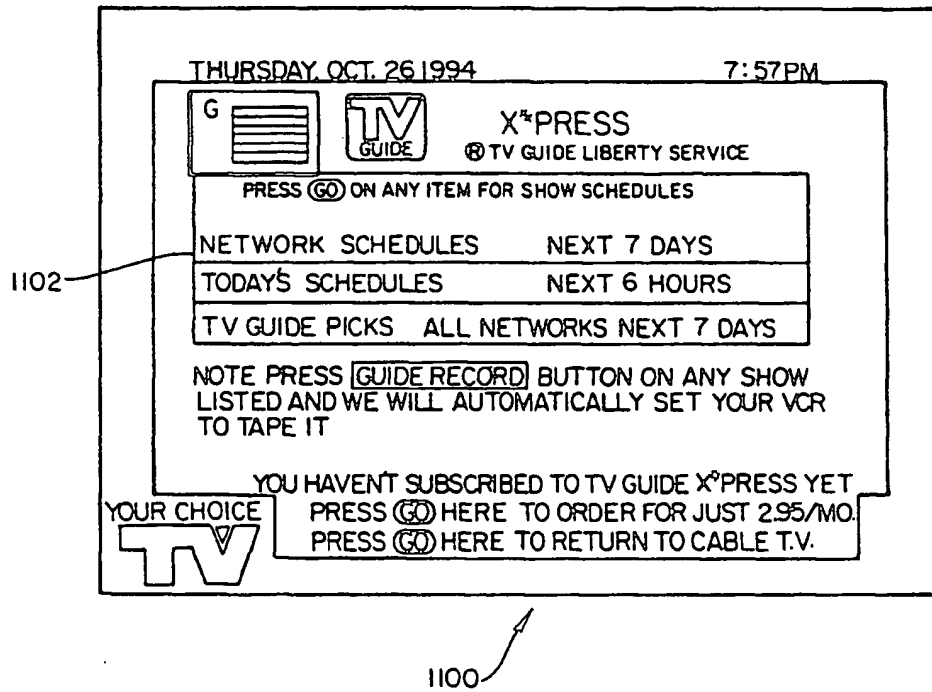 THURSDAY, OCT. 26 1994 7:57PM
G
TV GUIDE
X*PRESS
® TV GUIDE LIBERTY SERVICE
PRESS GO ON ANY ITEM FOR SHOW SCHEDULES
NETWORK SCHEDULES NEXT 7 DAYS
1102
TODAY'S SCHEDULES NEXT 6 HOURS
TV GUIDE PICKS ALL NETWORKS NEXT 7 DAYS
NOTE PRESS GUIDE RECORD BUTTON ON ANY SHOW
LISTED AND WE WILL AUTOMATICALLY SET YOUR VCR
TO TAPE IT
YOU HAVEN'T SUBSCRIBED TO TV GUIDE X*PRESS YET
YOUR CHOICE
TV
PRESS GO HERE TO ORDER FOR JUST 2.95/MO.
PRESS GO HERE TO RETURN TO CABLE T.V.
1100